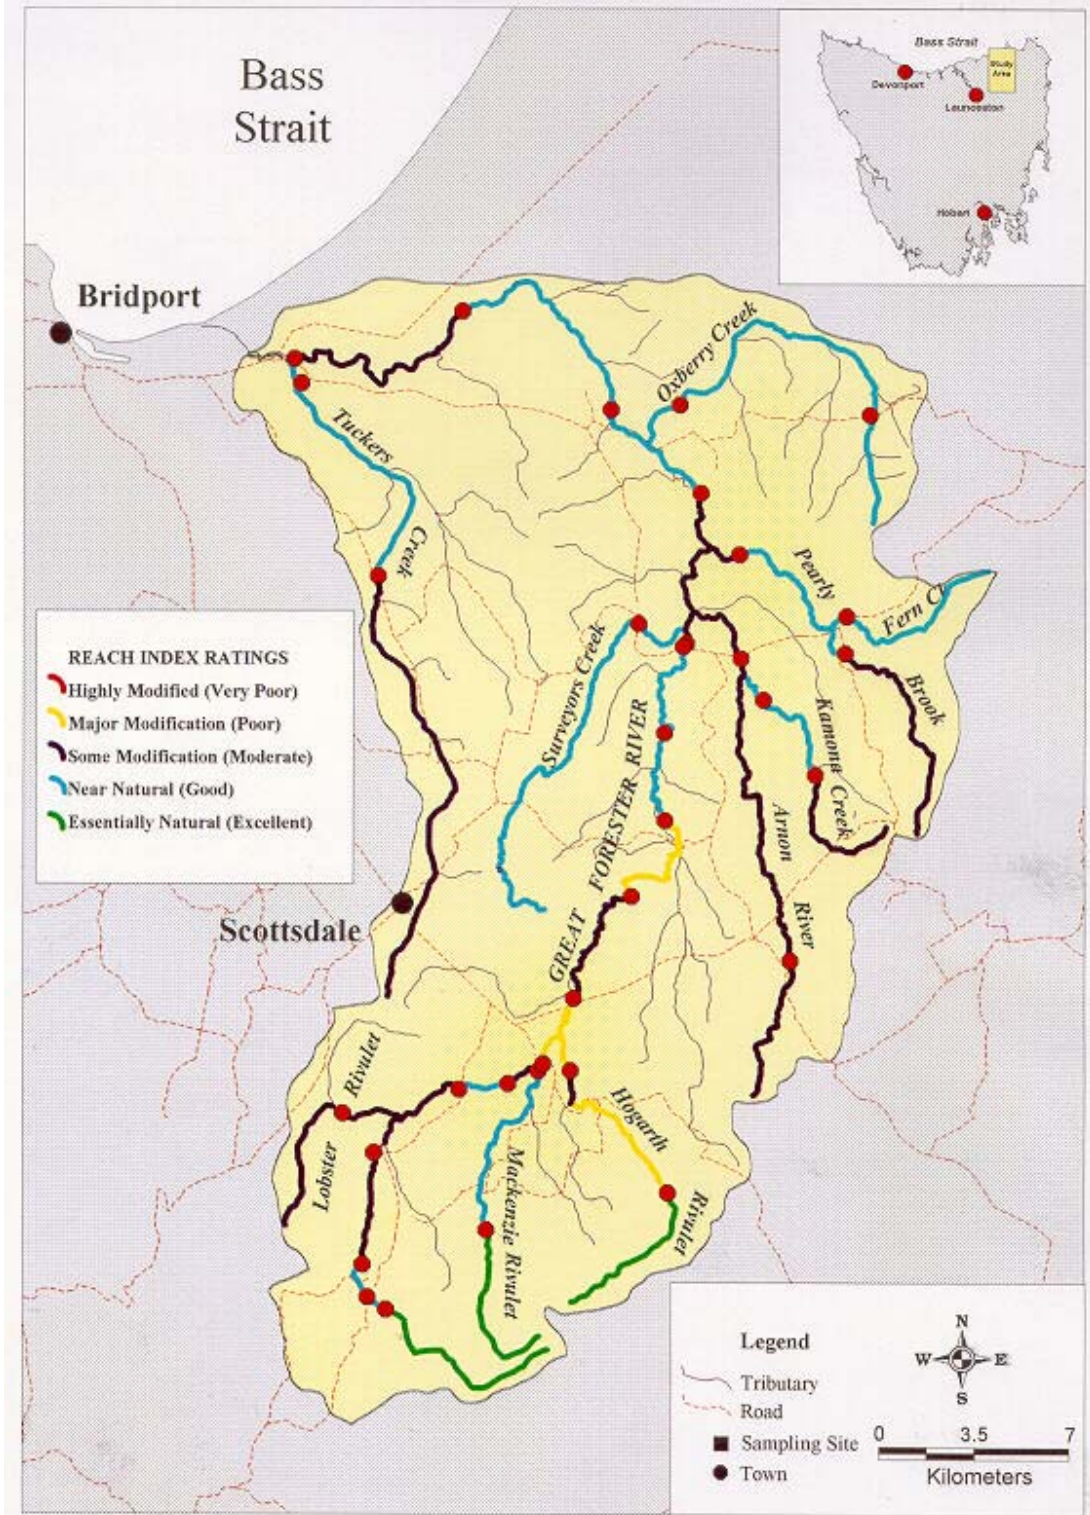 Bass
Strait
Bass Strait
Study
Area
Devonport
Launceston
Hobart
Bridport
Oxberry Creek
Tuckers
Creek
Pearly
Fern Ck
Brook
Surveyors Creek
Kamona Creek
GREAT FORESTER RIVER
Arnon
River
REACH INDEX RATINGS
Highly Modified (Very Poor)
Major Modification (Poor)
Some Modification (Moderate)
Near Natural (Good)
Essentially Natural (Excellent)
Scottsdale
Lobster
Rivulet
Hogarth
Rivulet
Mackenzie Rivulet
Legend
Tributary
Road
Sampling Site
Town
N
W
E
S
0 3.5 7
Kilometers